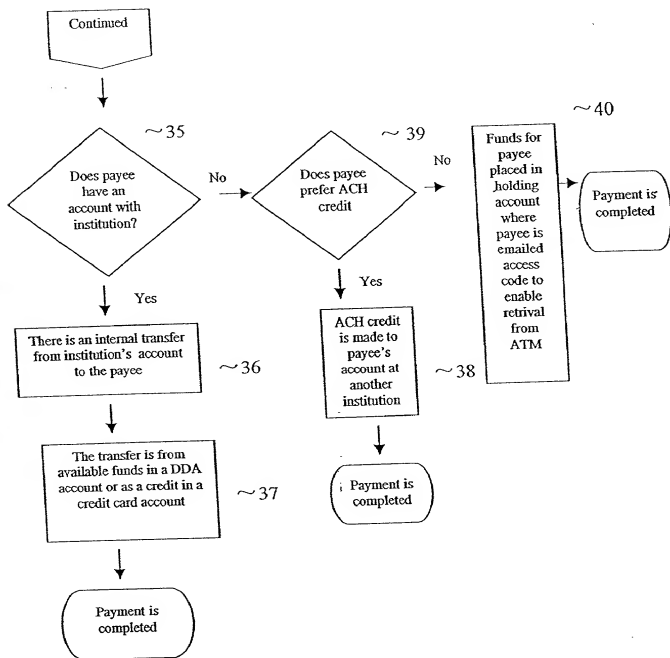 Continued
~35
Does payee
have an
account with
institution?
No
~39
Does payee
prefer ACH
credit
No
~40
Funds for
payee
placed in
holding
account
where
payee is
emailed
access
code to
enable
retrival
from
ATM
Payment is
completed
Yes
There is an internal transfer
from institution's account
to the payee
~36
The transfer is from
available funds in a DDA
account or as a credit in a
credit card account
~37
Payment is
completed
Yes
ACH credit
is made to
payee's
account at
another
institution
~38
Payment is
completed